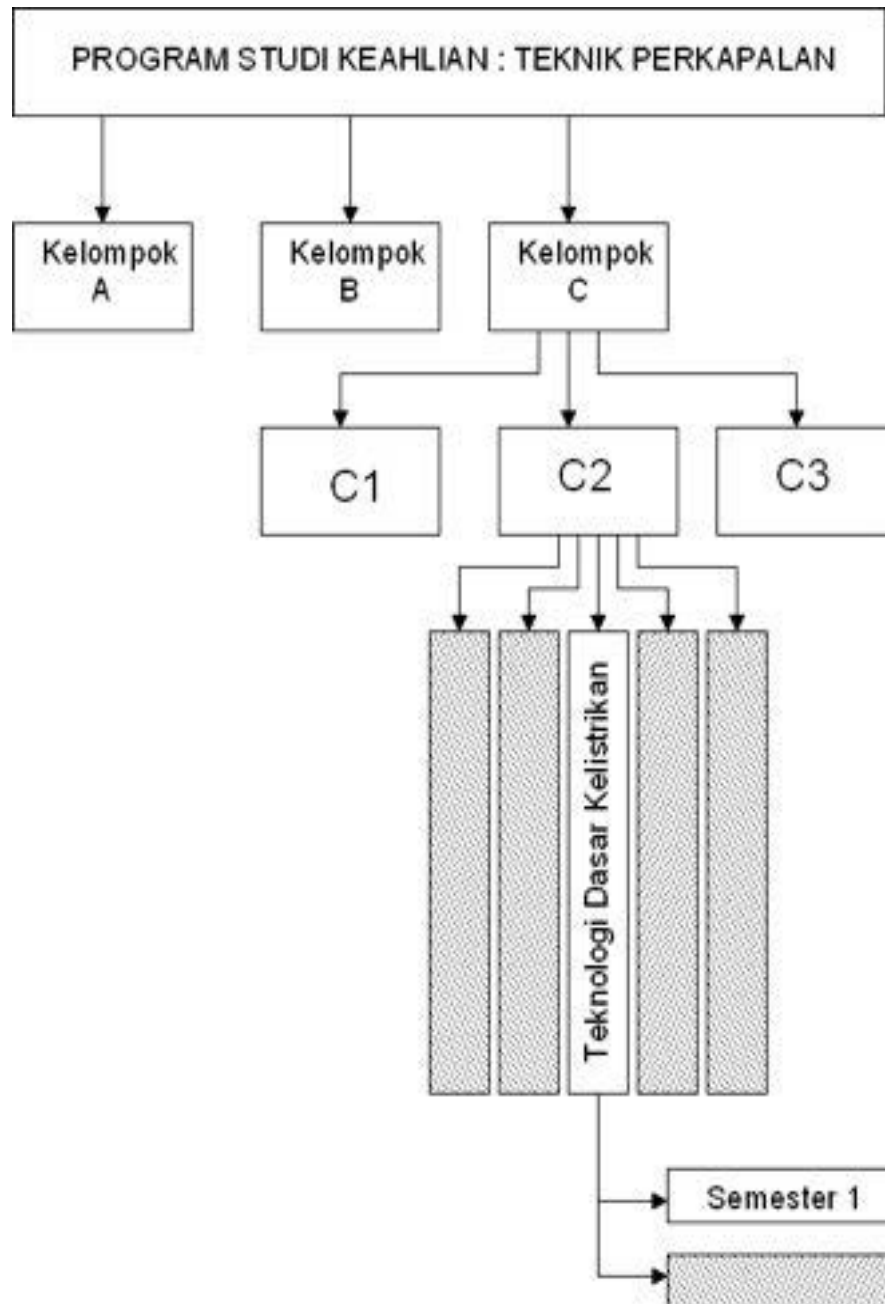 PROGRAM STUDI KEAHLIAN : TEKNIK PERKAPALAN
Kelompok
A
Kelompok
B
Kelompok
C
C1
C2
C3
Teknologi Dasar Kelistrikan
Semester 1